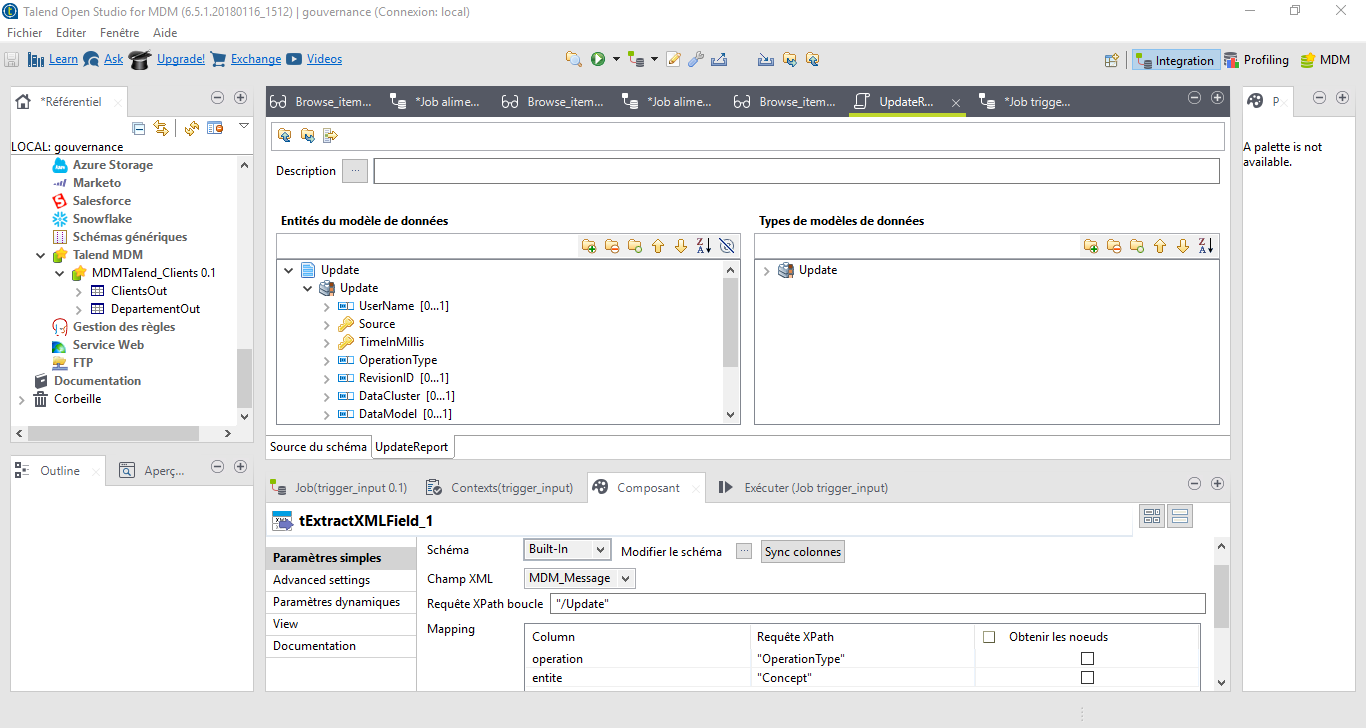 Talend Open Studio for MDM (6.5.1.20180116_1512) | gouvernance (Connexion: local)
Fichier Editer Fenêtre Aide
Learn Ask Upgrade! Exchange Videos Integration Profiling MDM
*Référentiel
LOCAL: gouvernance
Azure Storage
Marketo
Salesforce
Snowflake
Schémas génériques
Talend MDM
MDMTalend_Clients 0.1
ClientsOut
DepartementOut
Gestion des règles
Service Web
FTP
Documentation
Corbeille
Outline Aperç...
Browse_item... *Job alime... Browse_item... *Job alime... Browse_item... UpdateR... *Job trigge...
Description ...
Entités du modèle de données
Update
Update
UserName [0...1]
Source
TimeInMillis
OperationType
RevisionID [0...1]
DataCluster [0...1]
DataModel [0...1]
Types de modèles de données
Update
Source du schéma UpdateReport
Job(trigger_input 0.1) Contexts(trigger_input) Composant Exécuter (Job trigger_input)
tExtractXMLField_1
Paramètres simples
Advanced settings
Paramètres dynamiques
View
Documentation
Schéma Built-In Modifier le schéma ... Sync colonnes
Champ XML MDM_Message
Requête XPath boucle "/Update"
Mapping
Column Requête XPath Obtenir les noeuds
operation "OperationType"
entite "Concept"
P
A palette is not
available.